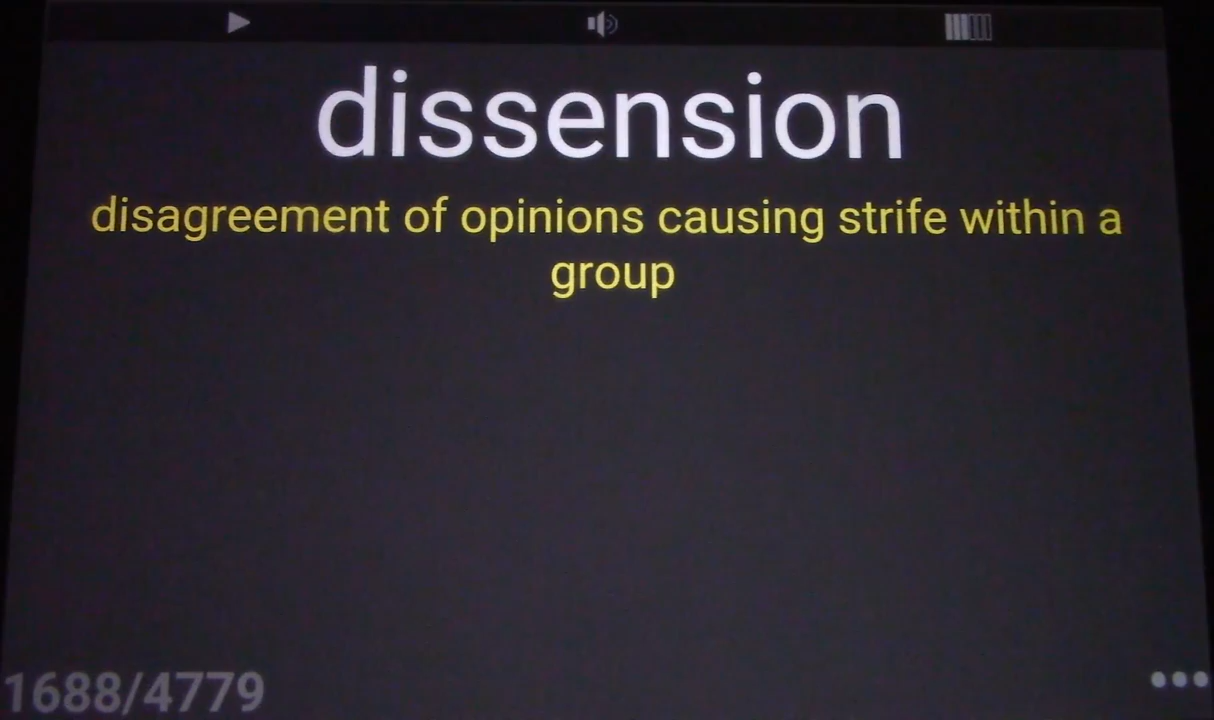 dissension
disagreement of opinions causing strife within a
group
1688/4779